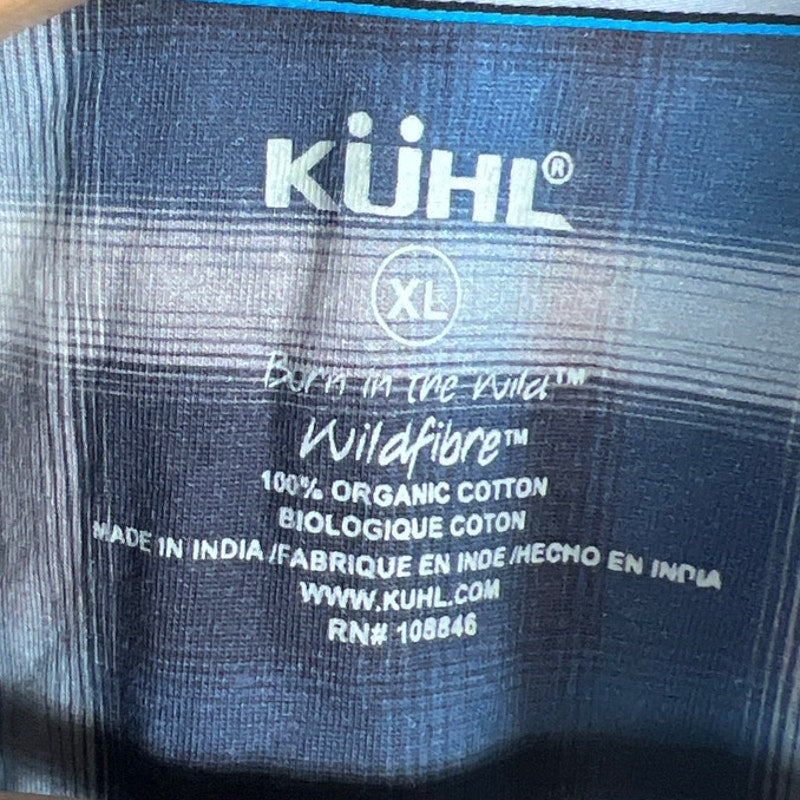 KÜHL®
XL
Born in the Wild™
Wildfibre™
100% ORGANIC COTTON
BIOLOGIQUE COTON
MADE IN INDIA /FABRIQUE EN INDE /HECHO EN INDIA
WWW.KUHL.COM
RN# 108846